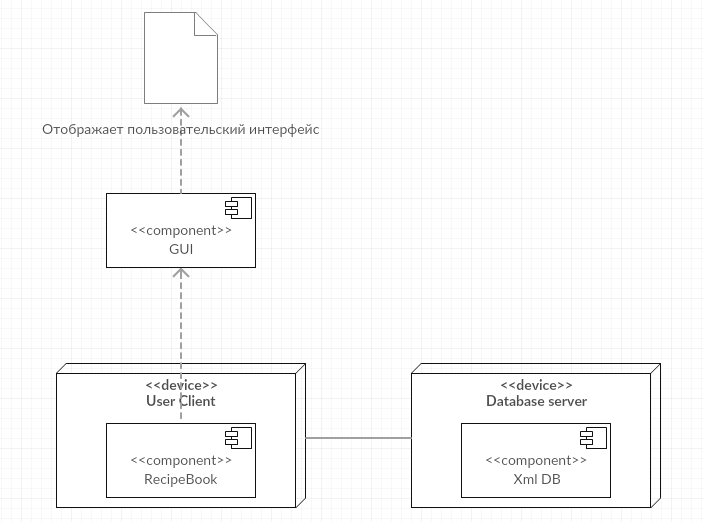 Отображает пользовательский интерфейс
<<component>>
GUI
<<device>>
User Client
<<component>>
RecipeBook
<<device>>
Database server
<<component>>
Xml DB